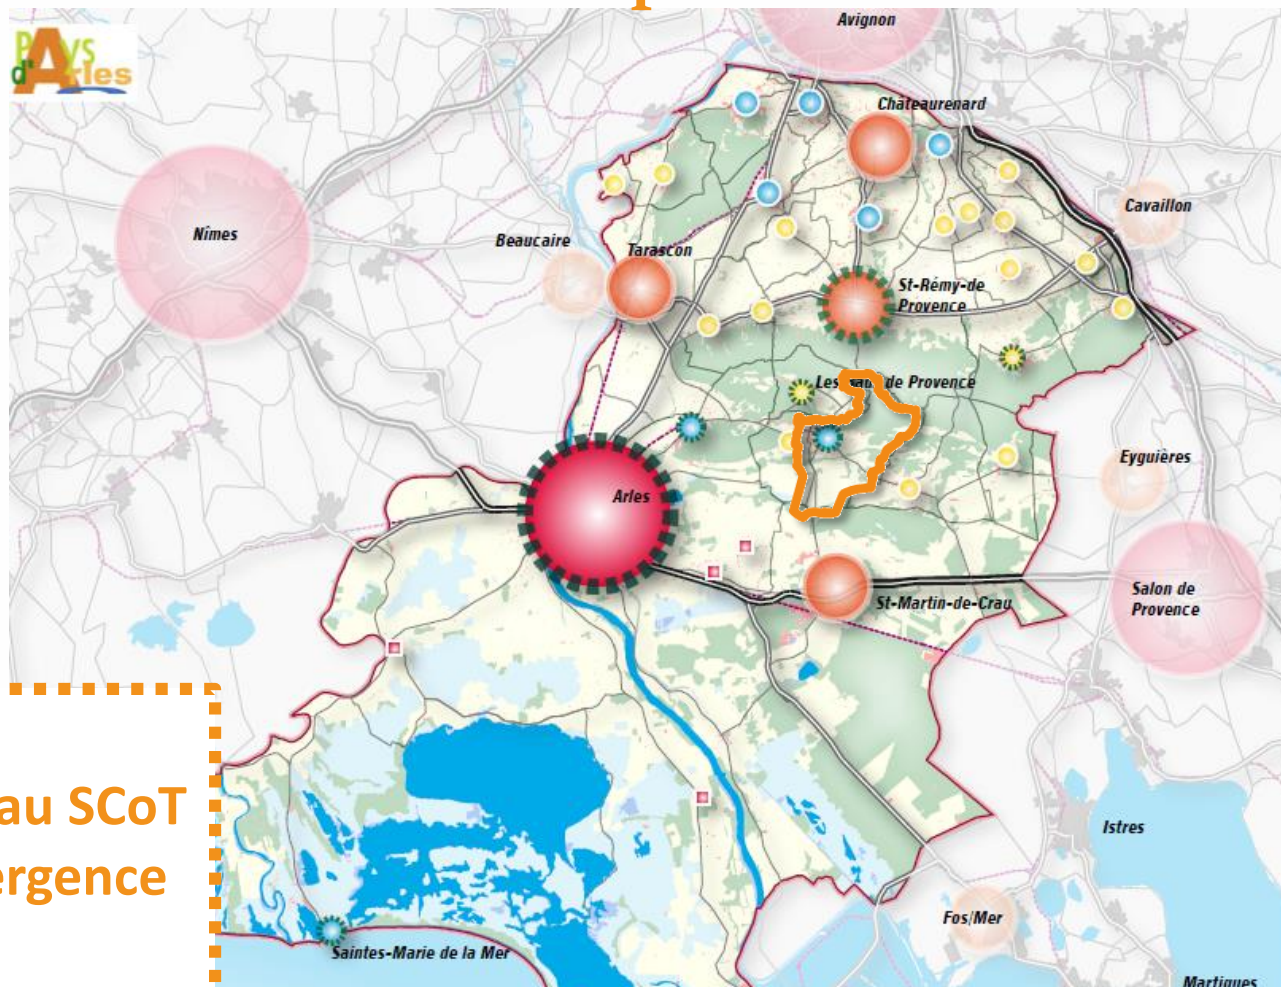 Avignon
Pays
d'Arles
Châteaurenard
Cavaillon
Nîmes
Beaucaire
Tarascon
St-Rémy-de
Provence
de Provence
Arles
Eyguières
Salon de
Provence
St-Martin-de-Crau
au SCoT
ergence
Istres
Fos/Mer
Saintes-Marie de la Mer
Martigues